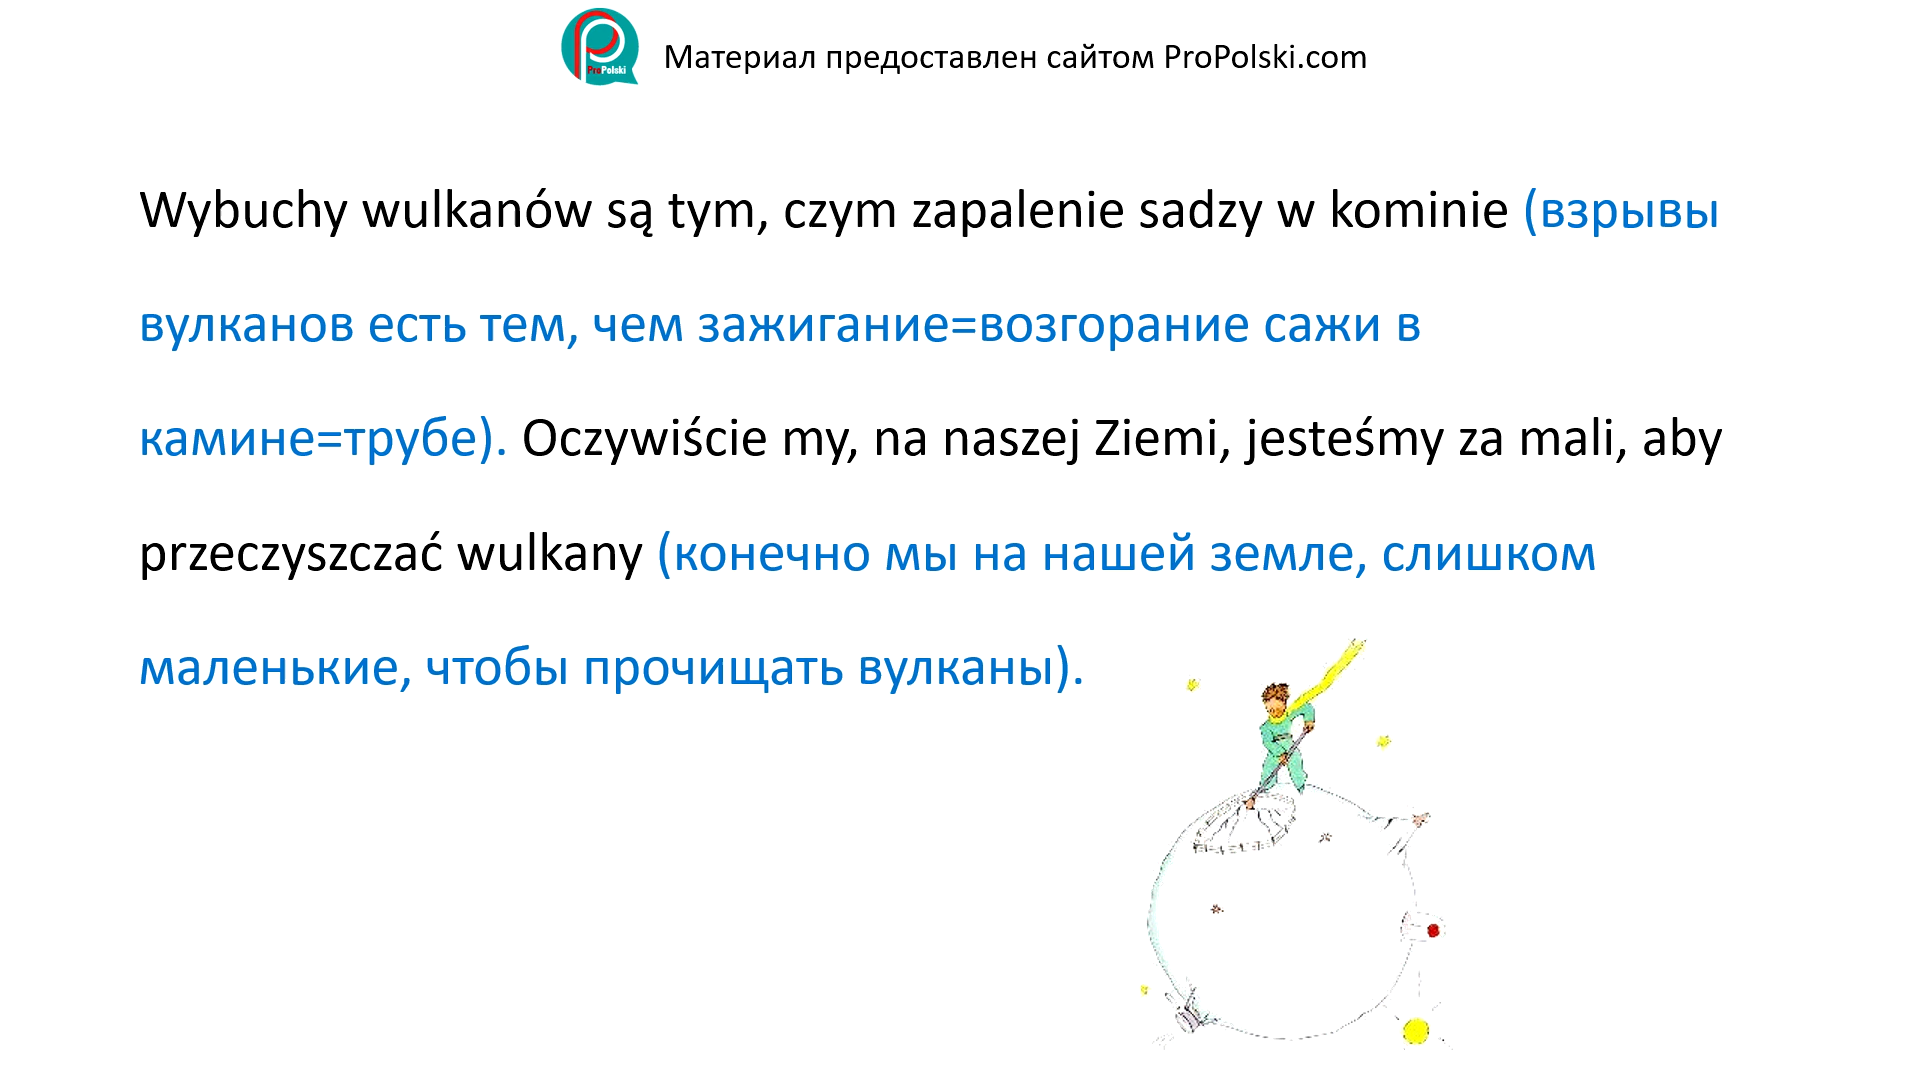 ProPolski
Материал предоставлен сайтом ProPolski.com
Wybuchy wulkanów są tym, czym zapalenie sadzy w kominie (взрывы
вулканов есть тем, чем зажигание=возгорание сажи в
камине=трубе). Oczywiście my, na naszej Ziemi, jesteśmy za mali, aby
przeczyszczać wulkany (конечно мы на нашей земле, слишком
маленькие, чтобы прочищать вулканы).